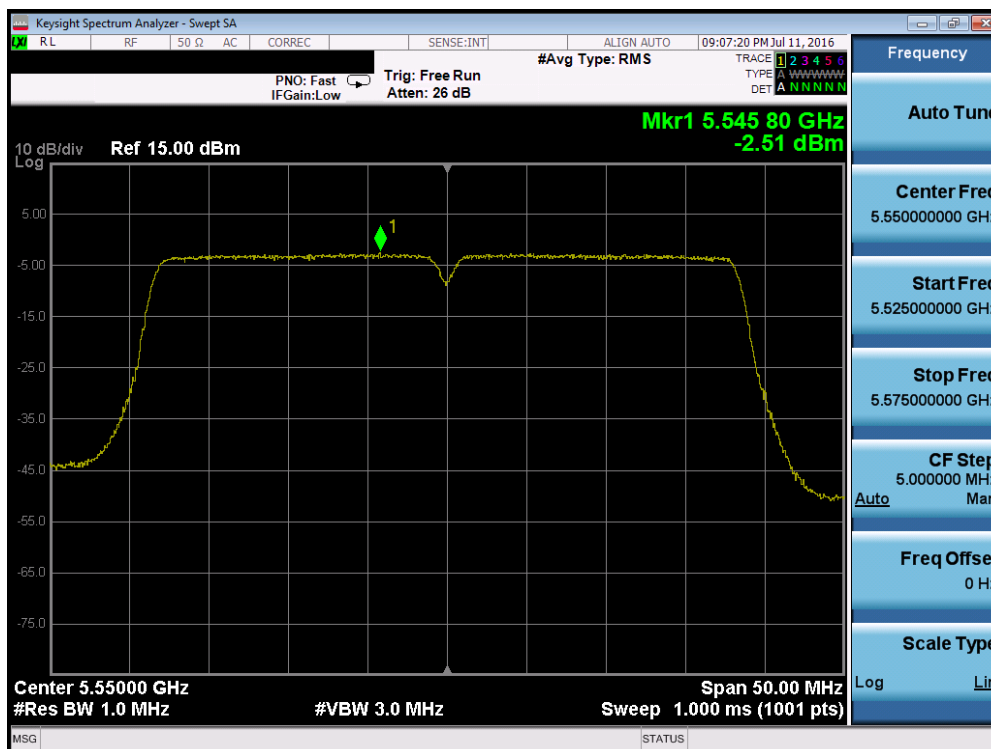 Keysight Spectrum Analyzer - Swept SA
LXI RL RF 50 Ω AC CORREC SENSE:INT ALIGN AUTO 09:07:20 PM Jul 11, 2016
#Avg Type: RMS
TRACE 1 2 3 4 5 6
PNO: Fast Trig: Free Run
TYPE A WWWWW
IFGain:Low Atten: 26 dB
DET A N N N N N
Mkr1 5.545 80 GHz
-2.51 dBm
10 dB/div Ref 15.00 dBm
Log
1
5.00
-5.00
-15.0
-25.0
-35.0
-45.0
-55.0
-65.0
-75.0
Center 5.55000 GHz Span 50.00 MHz
#Res BW 1.0 MHz #VBW 3.0 MHz Sweep 1.000 ms (1001 pts)
MSG STATUS
Frequency
Auto Tune
Center Freq
5.550000000 GHz
Start Freq
5.525000000 GHz
Stop Freq
5.575000000 GHz
CF Step
5.000000 MHz
Auto Man
Freq Offset
0 Hz
Scale Type
Log Lin